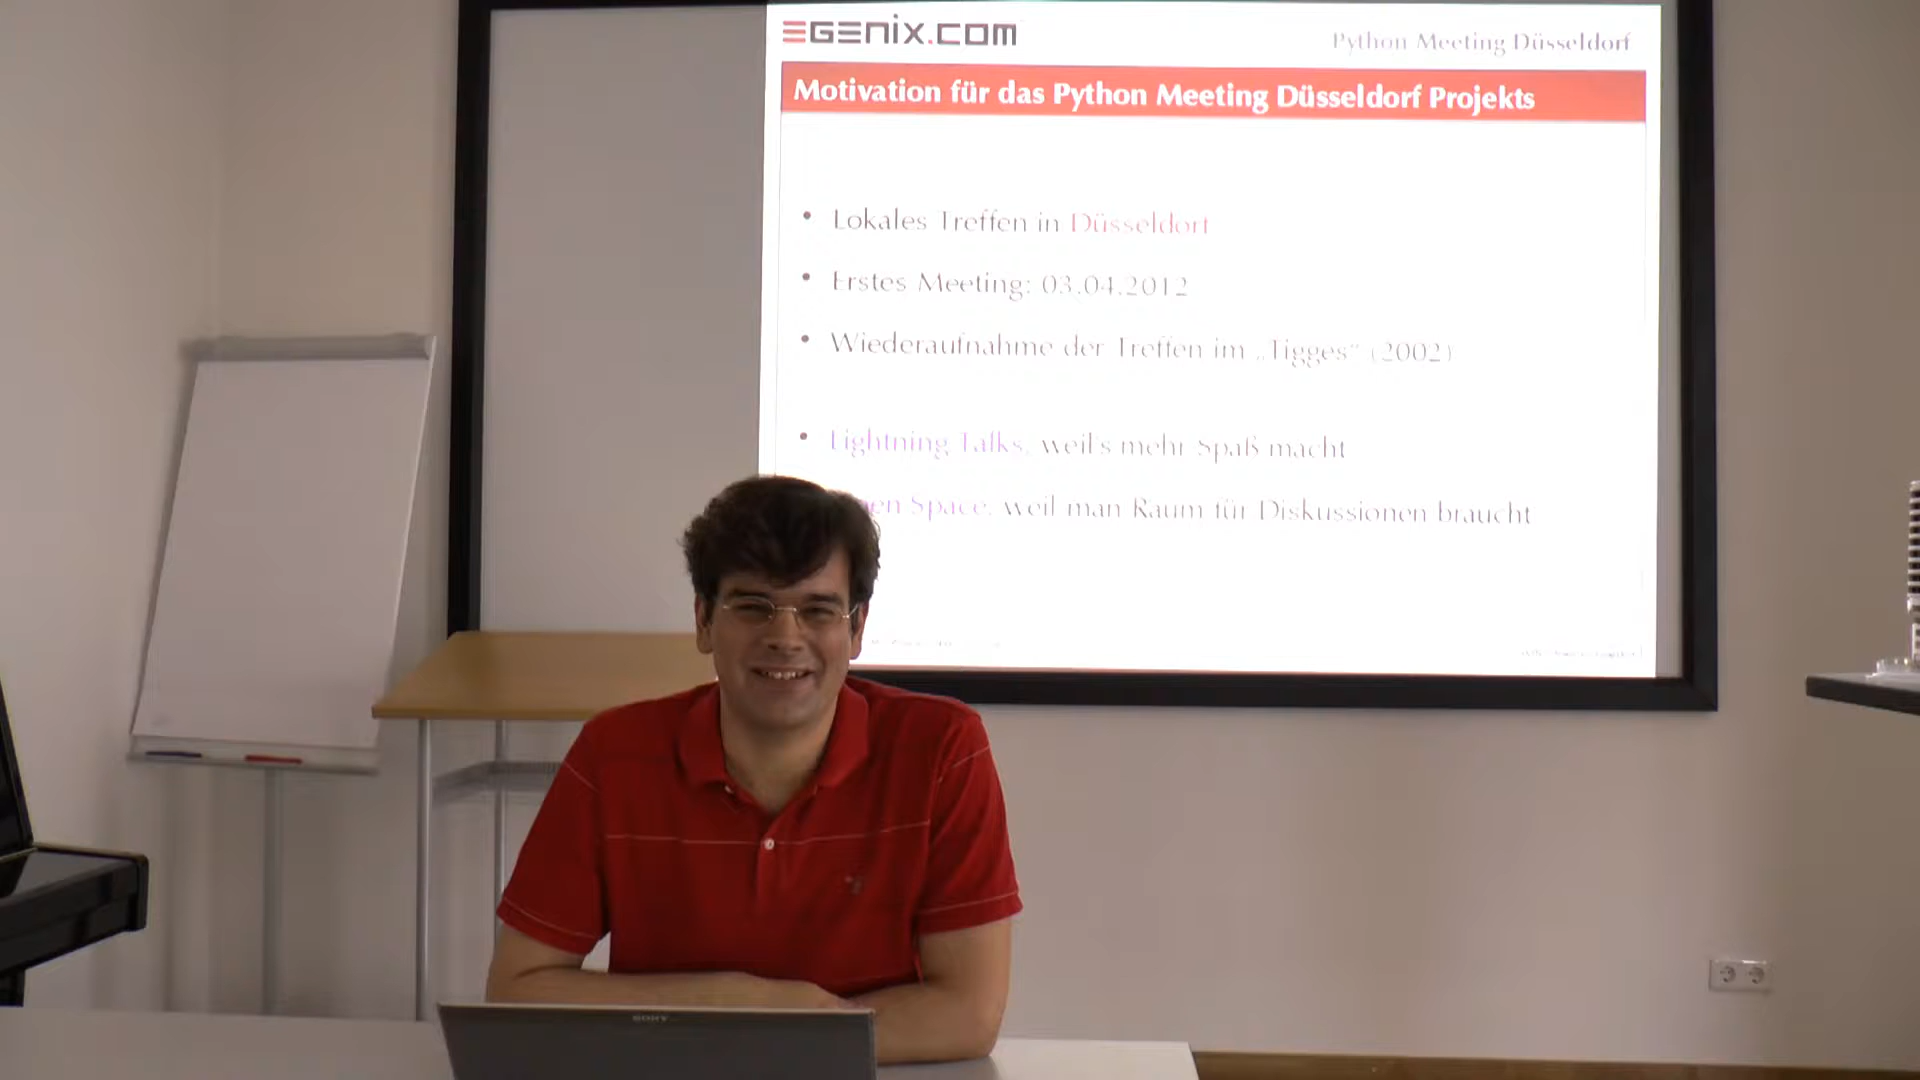 EGENIX.COM
Python Meeting Düsseldorf
Motivation für das Python Meeting Düsseldorf Projekts
• Lokales Treffen in Düsseldorf
• Erstes Meeting: 03.04.2012
• Wiederaufnahme der Treffen im „Tigges“ (2002)
• Lightning Talks, weil's mehr Spaß macht
Space, weil man Raum für Diskussionen braucht
SONY